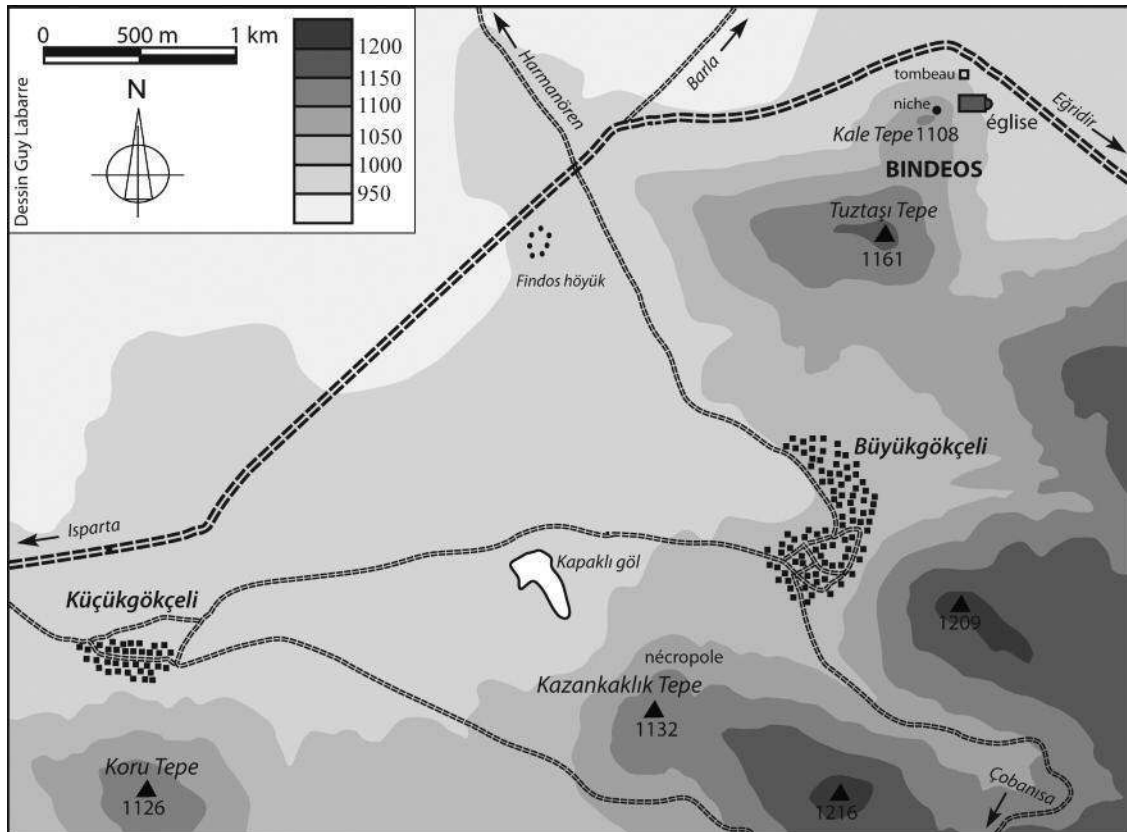 0 500 m 1 km
N
Dessin Guy Labarre
1200
1150
1100
1050
1000
950
Harmanören
Barla
tombeau
niche
église
Eğridir
Kale Tepe 1108
BINDEOS
Tuztaşı Tepe
1161
Findos höyük
Büyükgökçeli
Isparta
Kapaklı göl
Küçükgökçeli
1209
nécropole
Kazankaklık Tepe
1132
Koru Tepe
1126
1216
Çobanısa